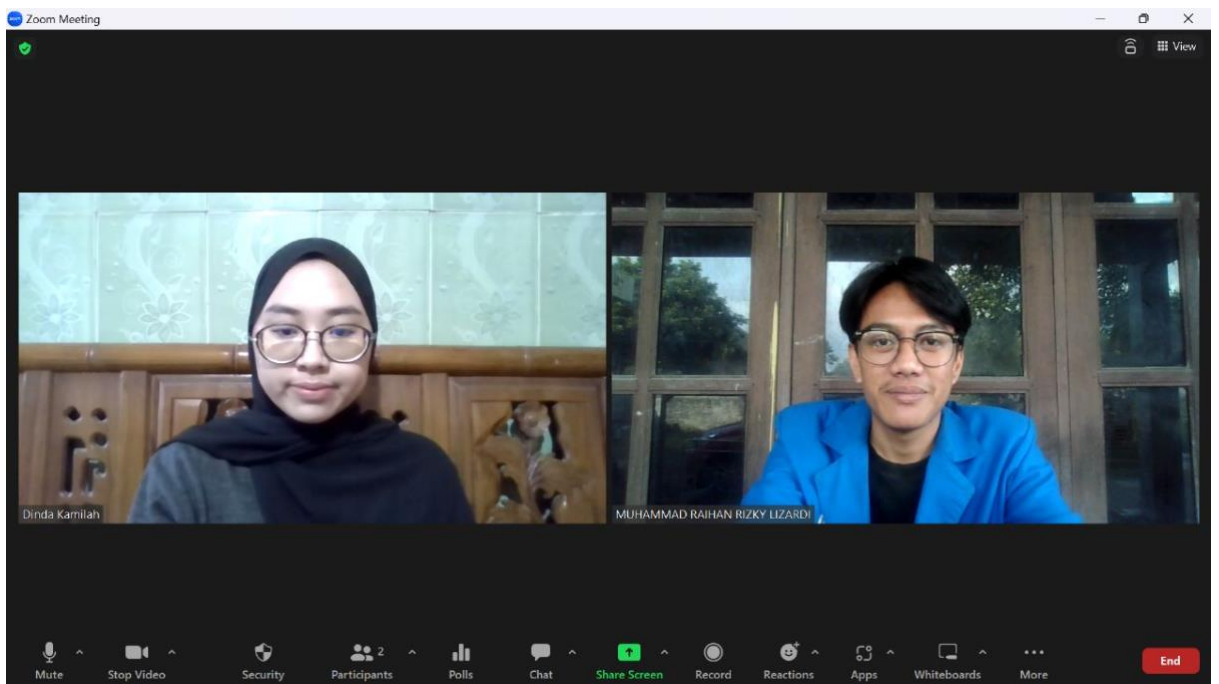 Zoom Meeting
View
Dinda Kamilah
MUHAMMAD RAIHAN RIZKY LIZARDI
2
Mute
Stop Video
Security
Participants
Polls
Chat
Share Screen
Record
Reactions
Apps
Whiteboards
More
End